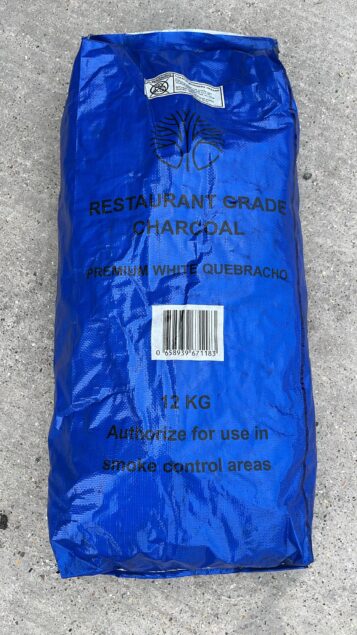 RESTAURANT GRADE
CHARCOAL
PREMIUM WHITE QUEBRACHO
0 658939 671183
12 KG
Authorize for use in
smoke control areas